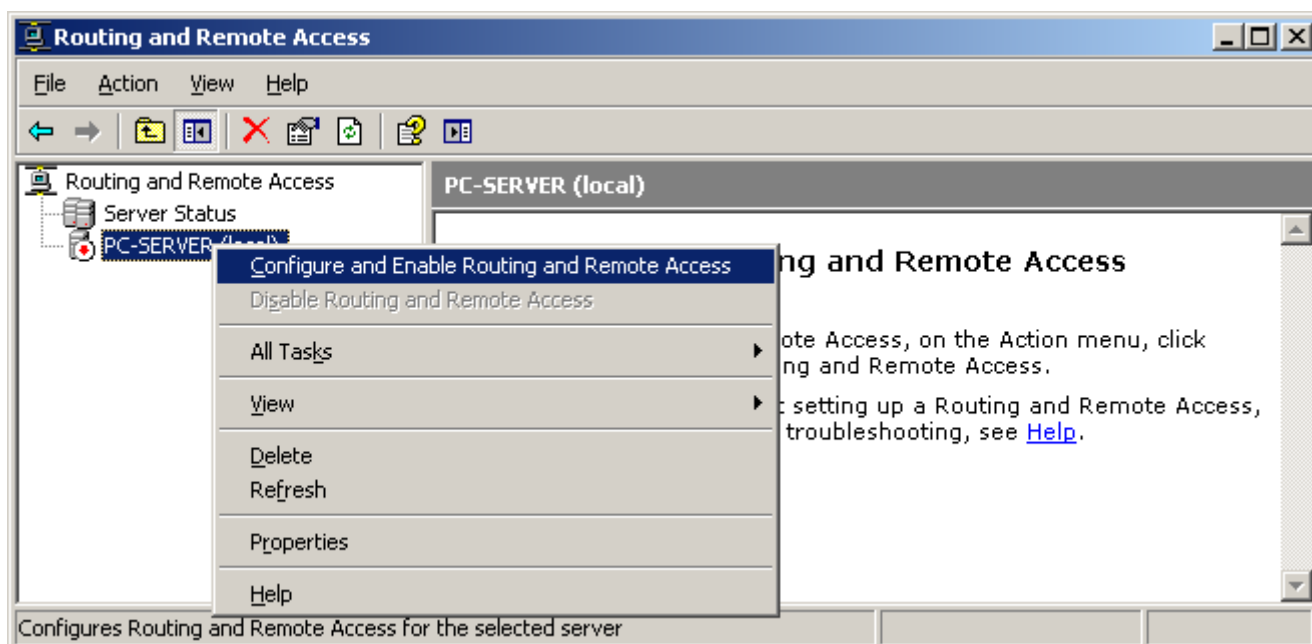 Routing and Remote Access
File Action View Help
Routing and Remote Access
Server Status
PC-SERVER (local)
PC-SERVER (local)
Configure and Enable Routing and Remote Access
Disable Routing and Remote Access
All Tasks
View
Delete
Refresh
Properties
Help
ng and Remote Access
ote Access, on the Action menu, click
ng and Remote Access.
setting up a Routing and Remote Access,
troubleshooting, see Help.
Configures Routing and Remote Access for the selected server